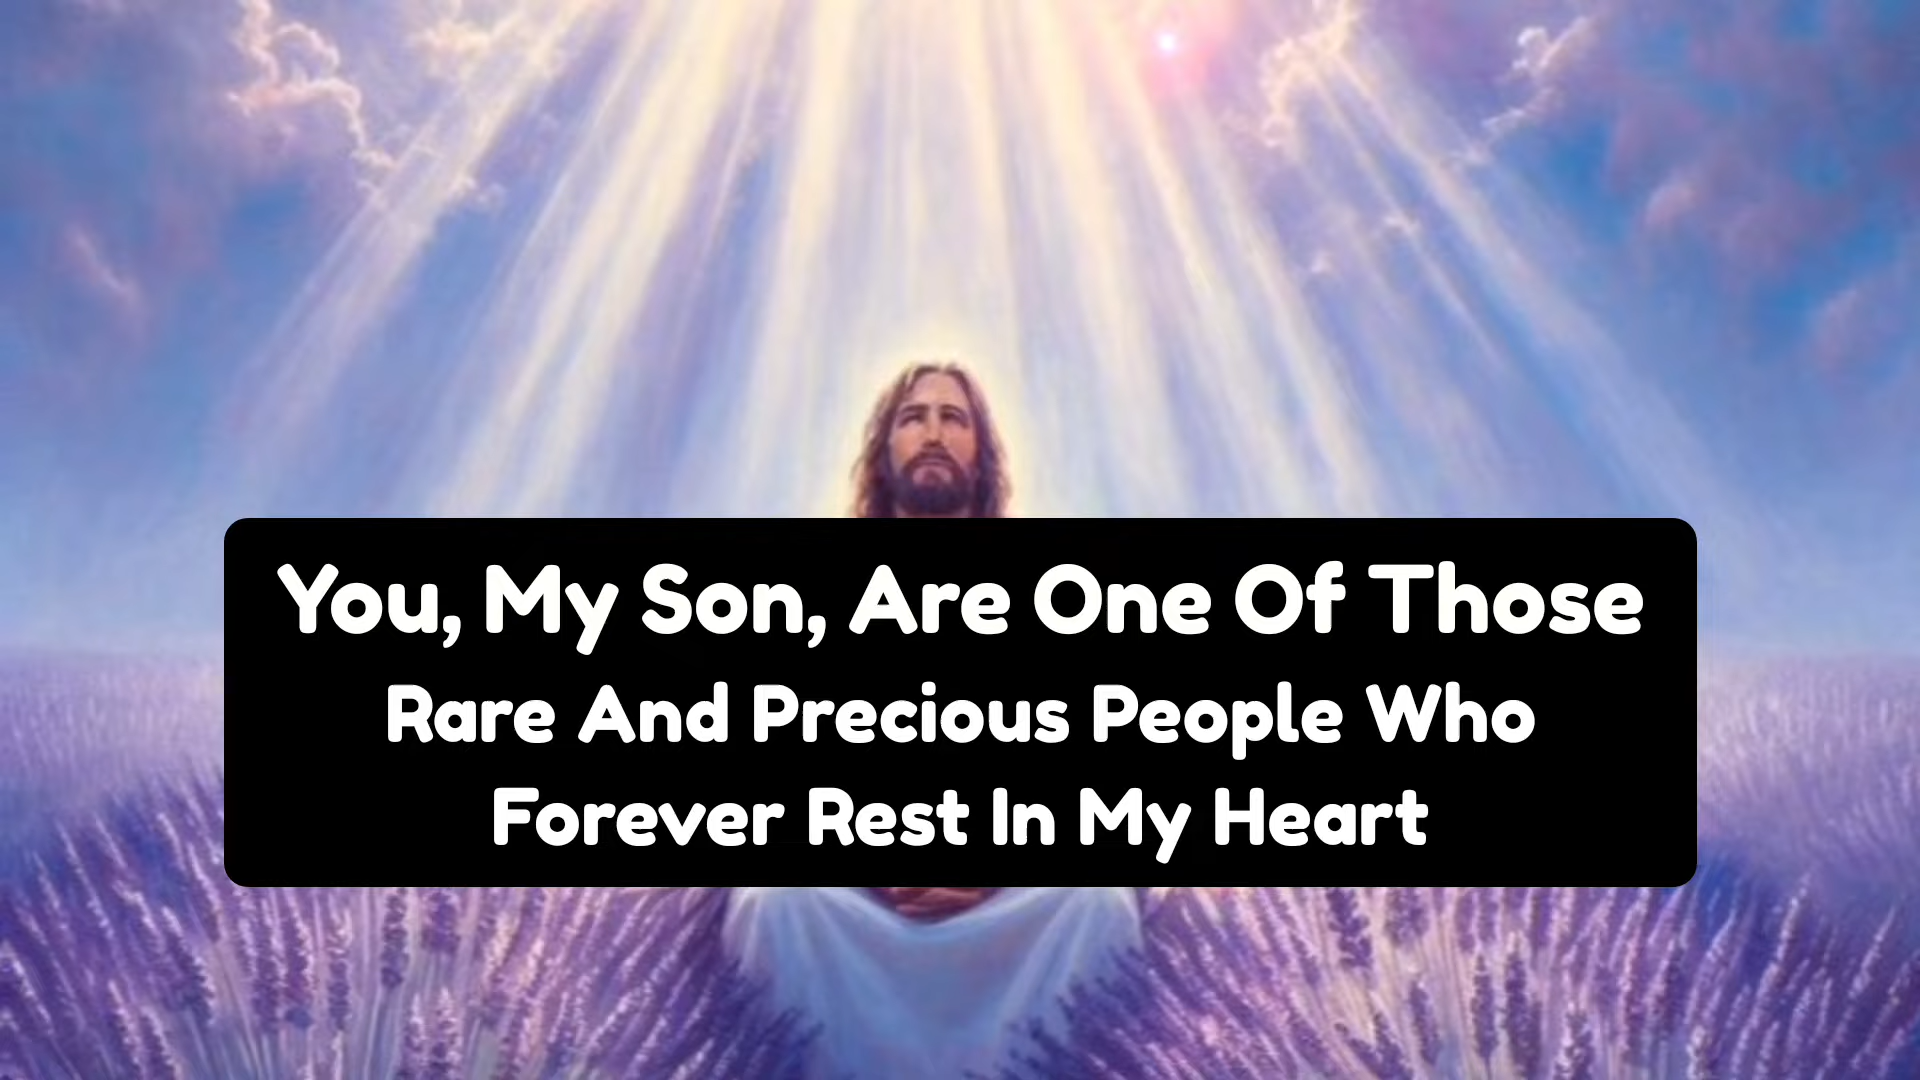 You, My Son, Are One Of Those
Rare And Precious People Who
Forever Rest In My Heart